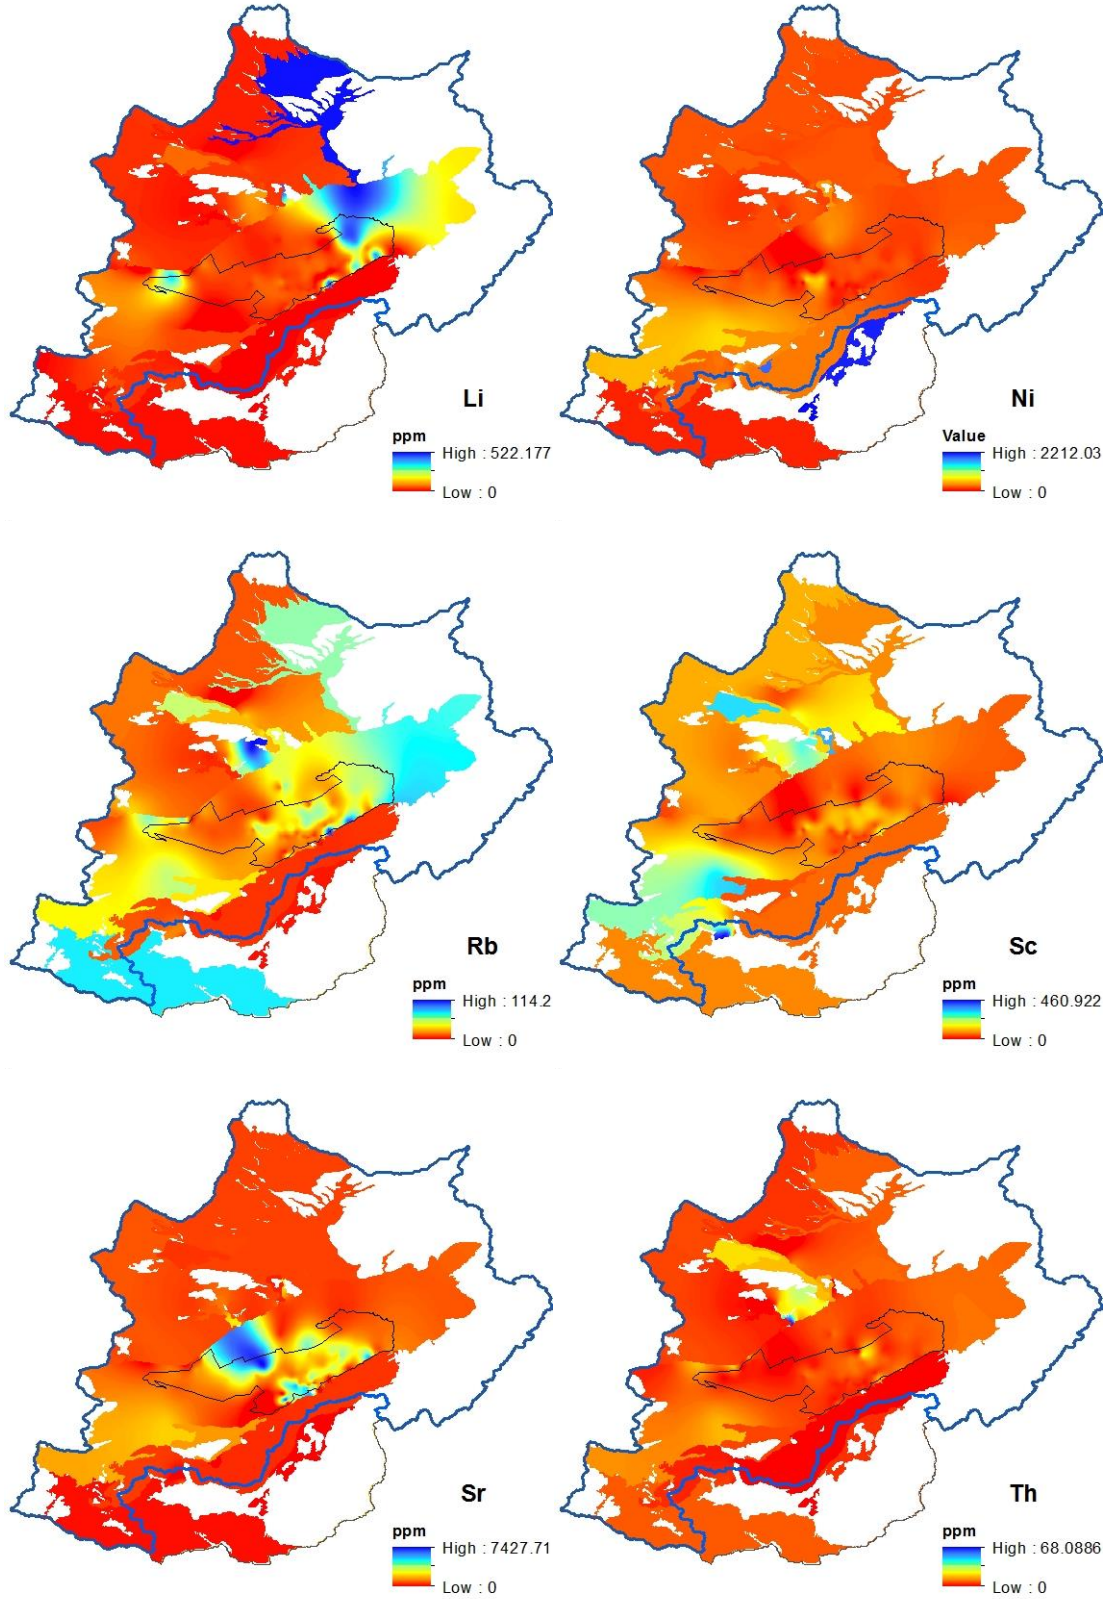 Li
ppm
High : 522.177
Low : 0
Ni
Value
High : 2212.03
Low : 0
Rb
ppm
High : 114.2
Low : 0
Sc
ppm
High : 460.922
Low : 0
Sr
ppm
High : 7427.71
Low : 0
Th
ppm
High : 68.0886
Low : 0